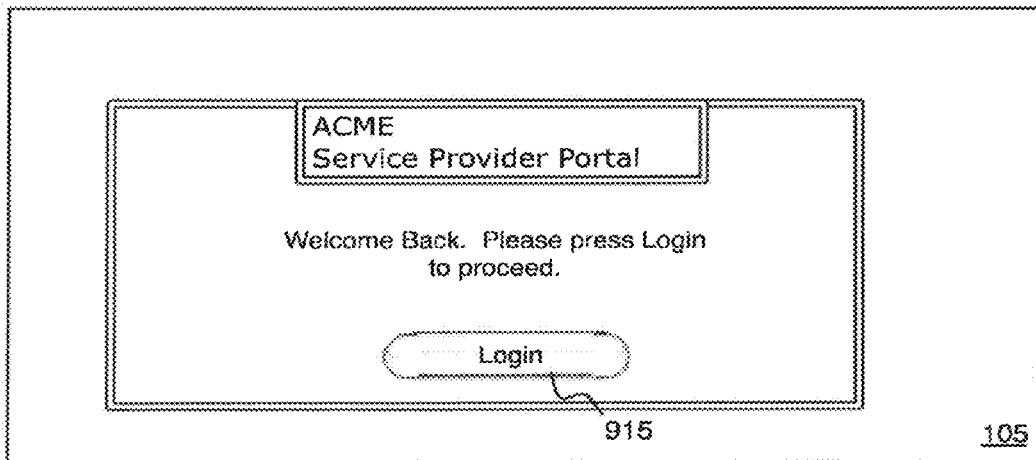 ACME
Service Provider Portal
Welcome Back. Please press Login
to proceed.
Login
915
105